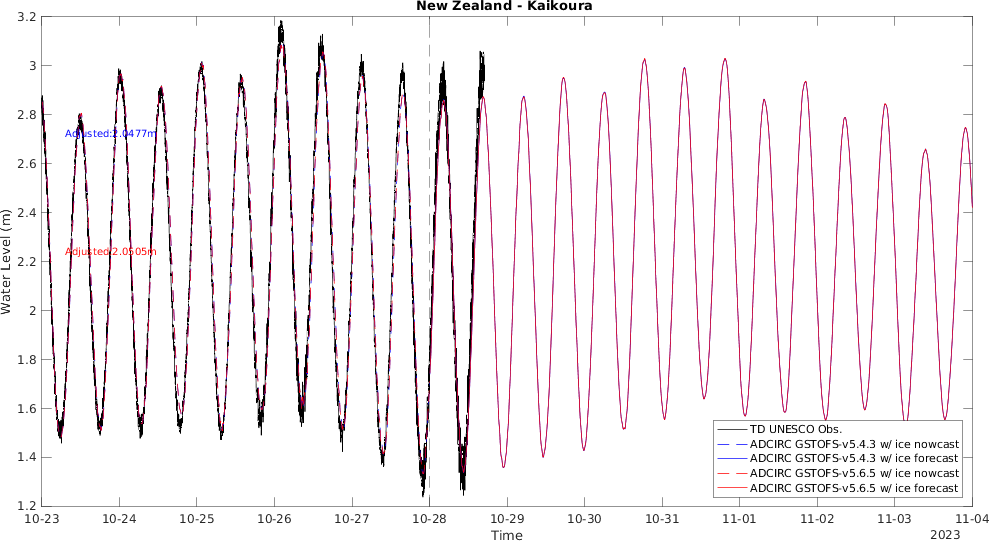 New Zealand - Kaikoura
3.2
3
2.8
2.6
2.4
2.2
2
1.8
1.6
1.4
1.2
Water Level (m)
Adjusted:2.0477m
Adjusted:2.0505m
TD UNESCO Obs.
ADCIRC GSTOFS-v5.4.3 w/ ice nowcast
ADCIRC GSTOFS-v5.4.3 w/ ice forecast
ADCIRC GSTOFS-v5.6.5 w/ ice nowcast
ADCIRC GSTOFS-v5.6.5 w/ ice forecast
10-23 10-24 10-25 10-26 10-27 10-28 10-29 10-30 10-31 11-01 11-02 11-03 11-04
Time
2023